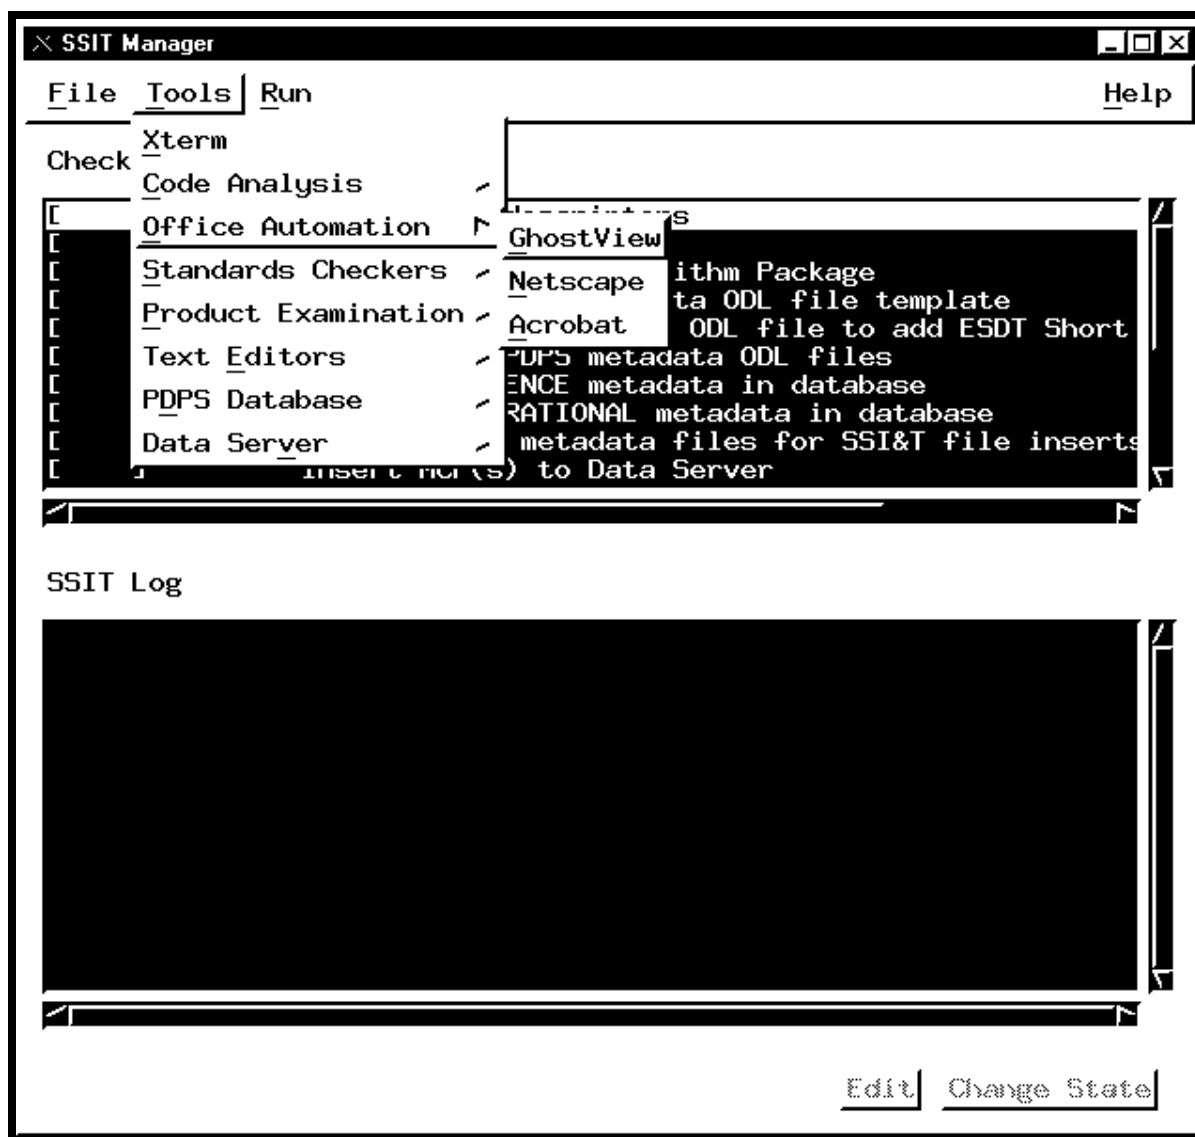 SSIT Manager
File Tools Run Help
Xterm
Check
Code Analysis
[
Office Automation
GhostView
[
[ Standards Checkers ithm Package
Netscape
[ ta ODL file template
[ Product Examination ODL file to add ESDT Short
Acrobat
[ Text Editors PDPS metadata ODL files
[ ENCE metadata in database
[ PDPS Database RATIONAL metadata in database
[ Data Server metadata files for SSI&T file inserts
[ ] Insert MCF(s) to Data Server
SSIT Log
Edit Change State